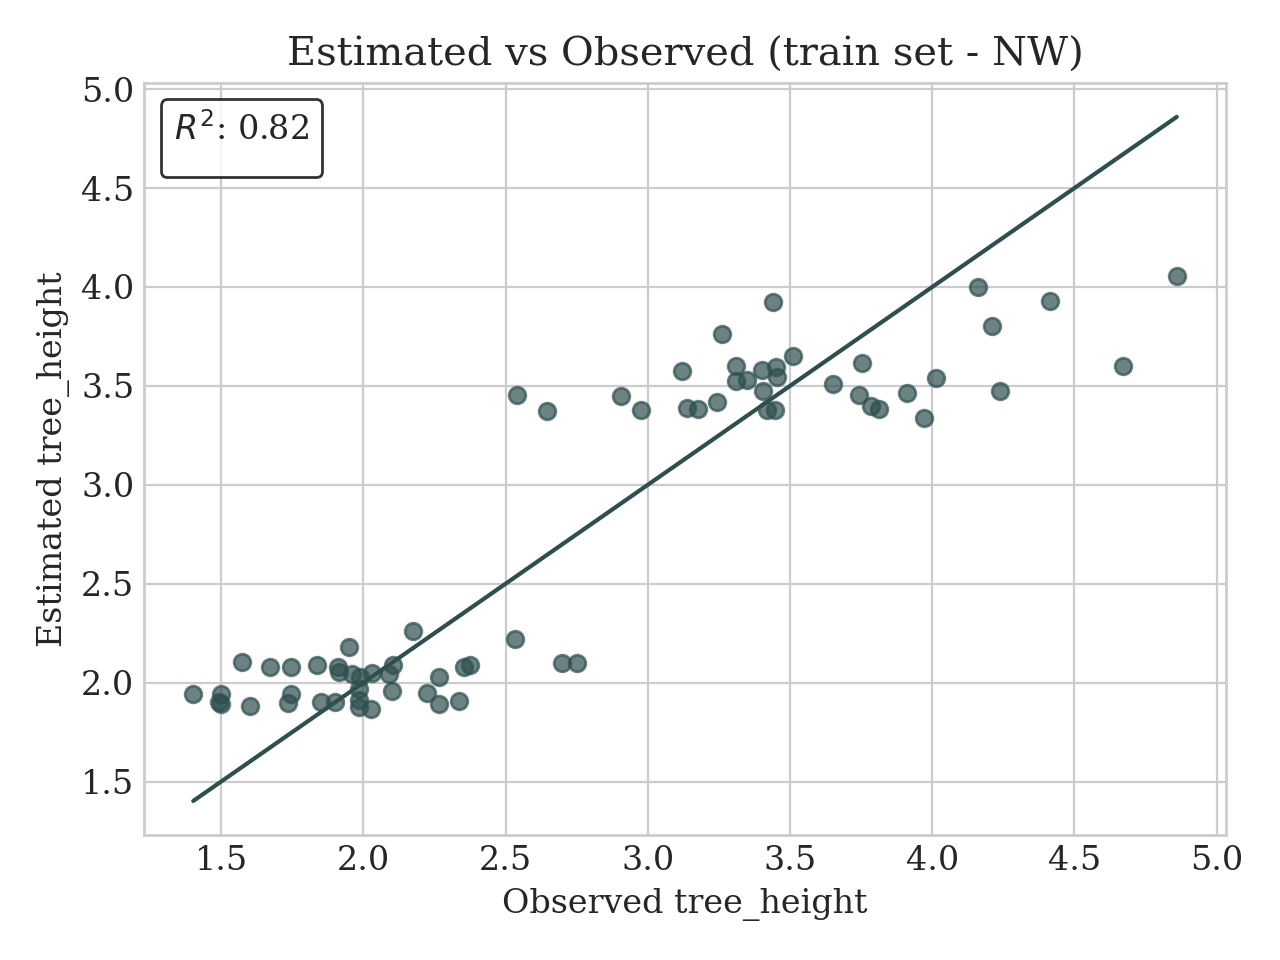 Estimated vs Observed (train set - NW)
R²: 0.82
5.0
4.5
4.0
3.5
3.0
2.5
2.0
1.5
Estimated tree_height
1.5 2.0 2.5 3.0 3.5 4.0 4.5 5.0
Observed tree_height